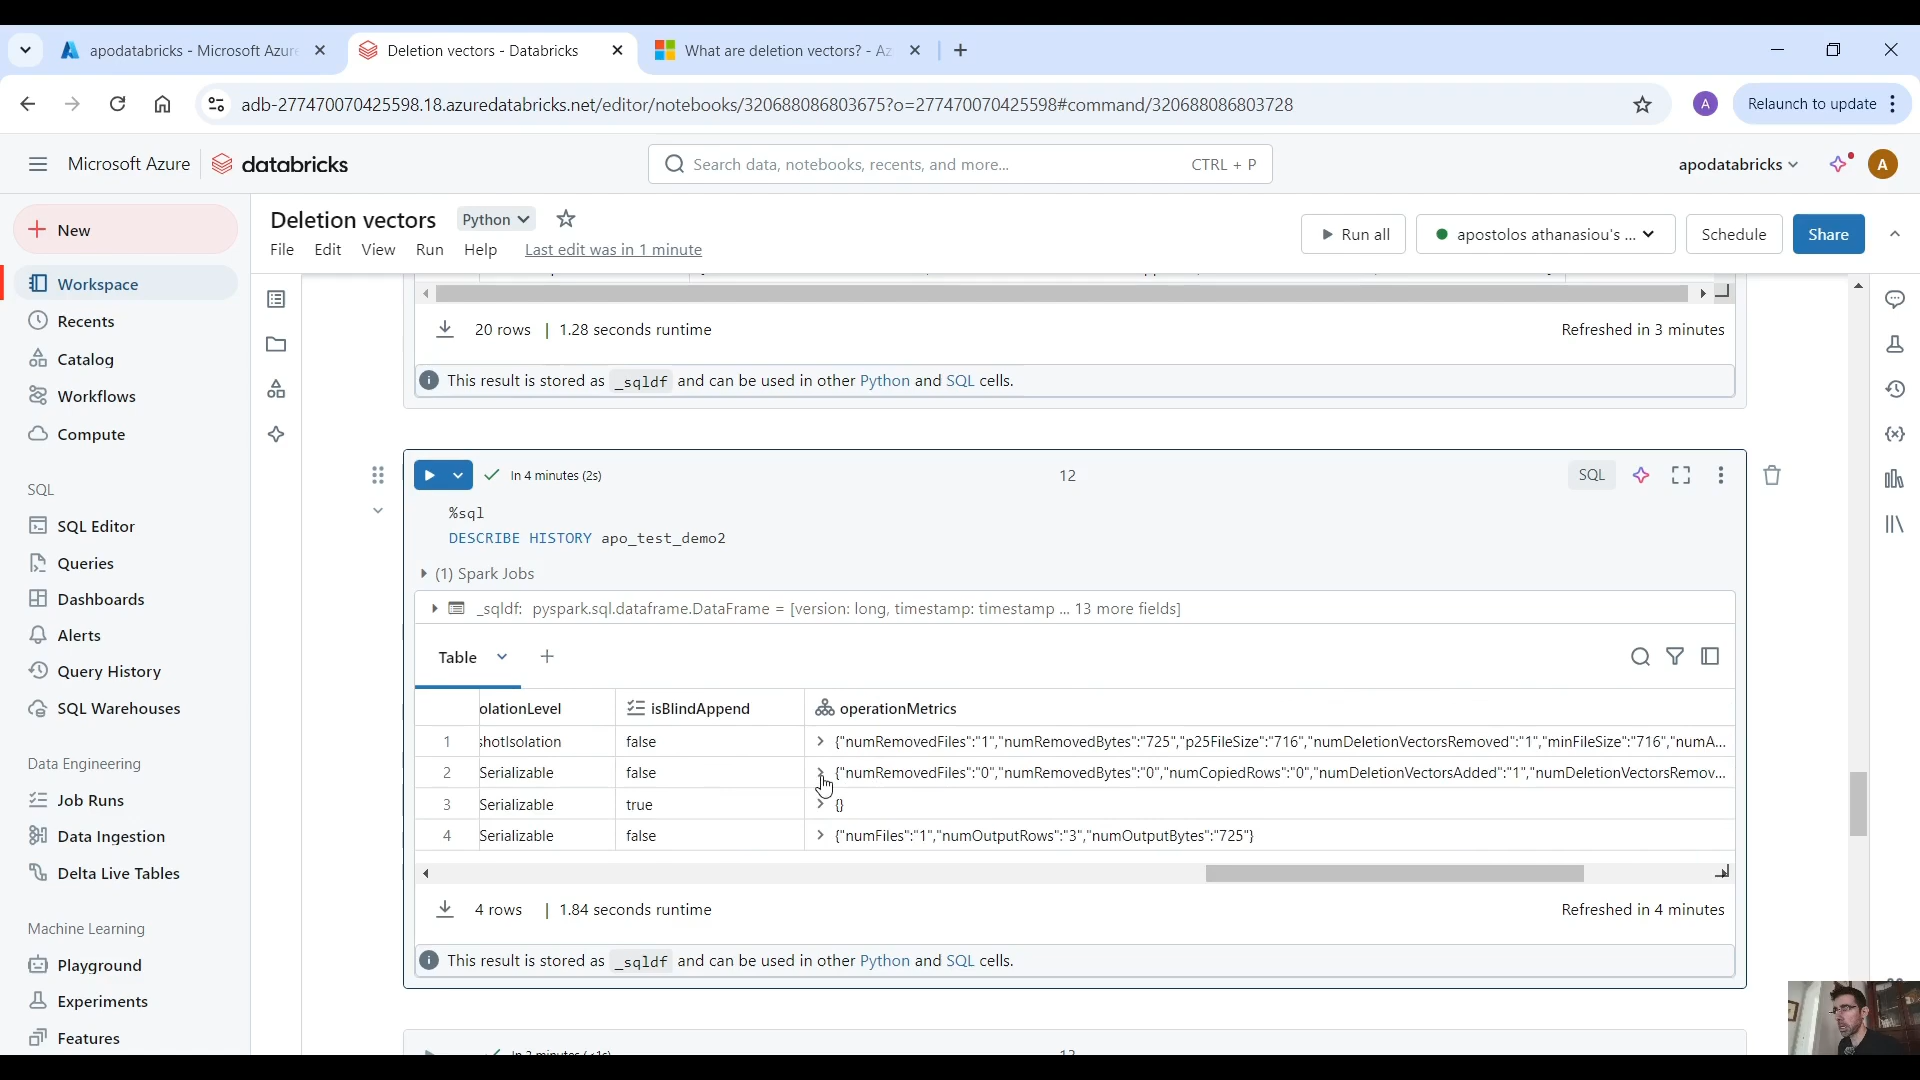 apodatabricks - Microsoft Azure
Deletion vectors - Databricks
What are deletion vectors? - Az
adb-277470070425598.18.azuredatabricks.net/editor/notebooks/320688086803675?o=277470070425598#command/320688086803728
A
Relaunch to update
Microsoft Azure
databricks
Search data, notebooks, recents, and more...
CTRL + P
apodatabricks
A
New
Workspace
Recents
Catalog
Workflows
Compute
SQL
SQL Editor
Queries
Dashboards
Alerts
Query History
SQL Warehouses
Data Engineering
Job Runs
Data Ingestion
Delta Live Tables
Machine Learning
Playground
Experiments
Features
Deletion vectors
Python
File Edit View Run Help
Last edit was in 1 minute
Run all
apostolos athanasiou's ...
Schedule
Share
20 rows | 1.28 seconds runtime
Refreshed in 3 minutes
This result is stored as _sqldf and can be used in other Python and SQL cells.
In 4 minutes (2s)
12
SQL
%sql
DESCRIBE HISTORY apo_test_demo2
(1) Spark Jobs
_sqldf: pyspark.sql.dataframe.DataFrame = [version: long, timestamp: timestamp ... 13 more fields]
Table
olationLevel isBlindAppend operationMetrics
1 shotIsolation false {"numRemovedFiles":"1","numRemovedBytes":"725","p25FileSize":"716","numDeletionVectorsRemoved":"1","minFileSize":"716","numA...
2 Serializable false {"numRemovedFiles":"0","numRemovedBytes":"0","numCopiedRows":"0","numDeletionVectorsAdded":"1","numDeletionVectorsRemov...
3 Serializable true {}
4 Serializable false {"numFiles":"1","numOutputRows":"3","numOutputBytes":"725"}
4 rows | 1.84 seconds runtime
Refreshed in 4 minutes
This result is stored as _sqldf and can be used in other Python and SQL cells.